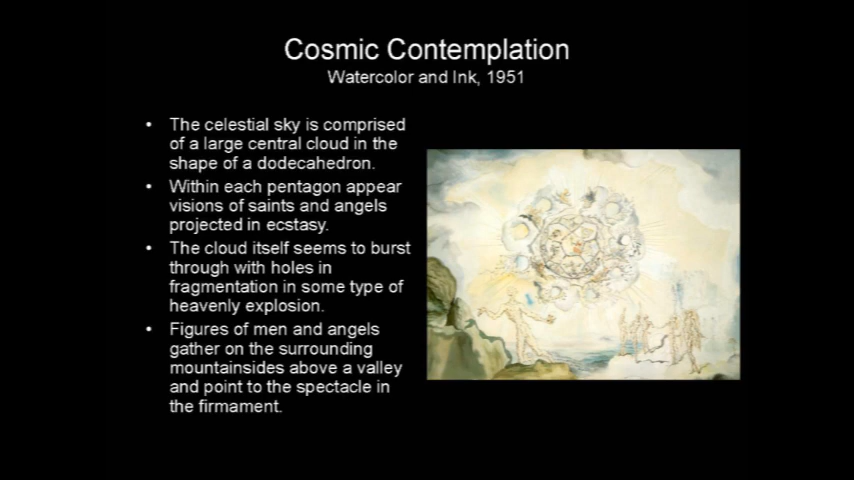 Cosmic Contemplation
Watercolor and Ink, 1951
• The celestial sky is comprised
of a large central cloud in the
shape of a dodecahedron.
• Within each pentagon appear
visions of saints and angels
projected in ecstasy.
• The cloud itself seems to burst
through with holes in
fragmentation in some type of
heavenly explosion.
• Figures of men and angels
gather on the surrounding
mountainsides above a valley
and point to the spectacle in
the firmament.